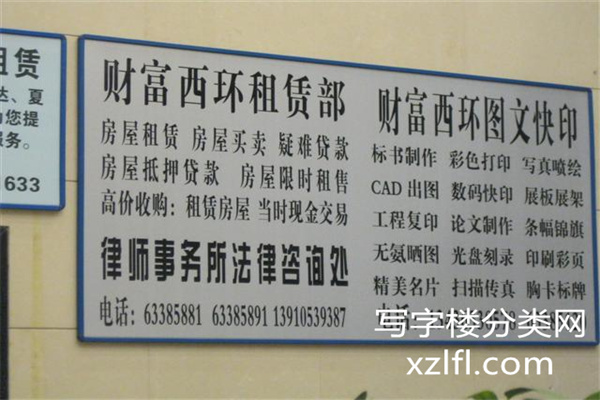 租赁
达、夏
为您提
服务。
1633
财富西环租赁部
房屋租赁 房屋买卖 疑难贷款
房屋抵押贷款 房屋限时租售
高价收购：租赁房屋 当时现金交易
律师事务所法律咨询处
电话：63385881 63385891 13910539387
财富西环图文快印
标书制作 彩色打印 写真喷绘
CAD 出图 数码快印 展板展架
工程复印 论文制作 条幅锦旗
无氨晒图 光盘刻录 印刷彩页
精美名片 扫描传真 胸卡标牌
写字楼分类网
xzlfl.com